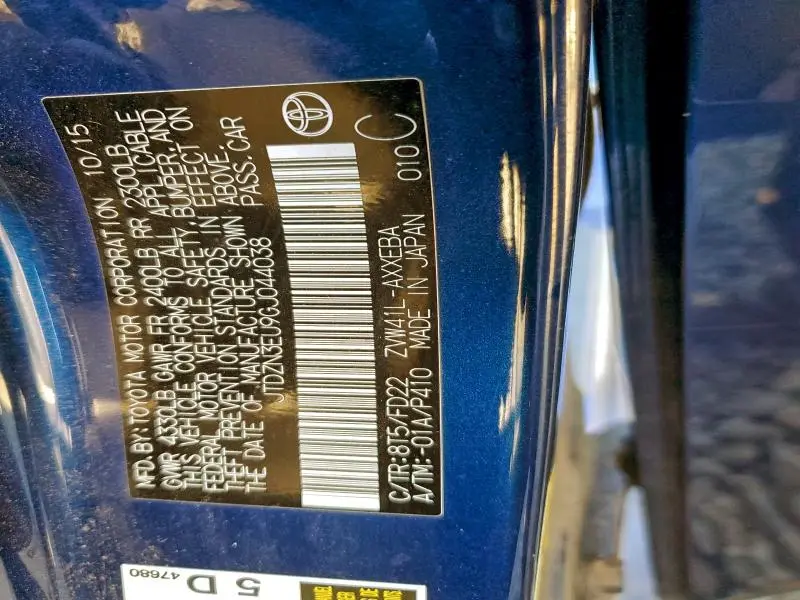 MFD. BY: TOYOTA MOTOR CORPORATION 10/15
GVWR 4330LB GAWR FR 2400LB RR 2300LB
THIS VEHICLE CONFORMS TO ALL APPLICABLE
FEDERAL MOTOR VEHICLE SAFETY, BUMPER, AND
THEFT PREVENTION STANDARDS IN EFFECT ON
THE DATE OF MANUFACTURE SHOWN ABOVE.
JTDZN3EU9GJ044038 PASS. CAR
C/TR: 8T5/FD22 ZVW41L-AXXEBA 010 C
A/TM: -01A/P410 MADE IN JAPAN
5 D
47680